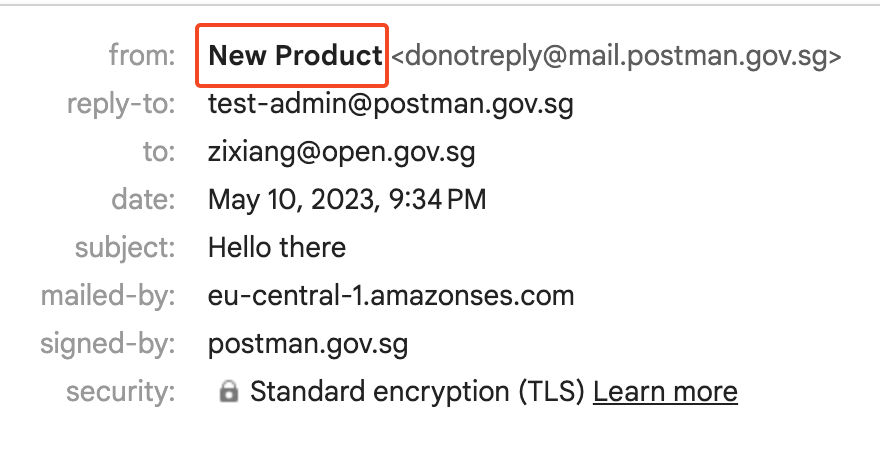 from: New Product <donotreply@mail.postman.gov.sg>
reply-to: test-admin@postman.gov.sg
to: zixiang@open.gov.sg
date: May 10, 2023, 9:34 PM
subject: Hello there
mailed-by: eu-central-1.amazonses.com
signed-by: postman.gov.sg
security: Standard encryption (TLS) Learn more